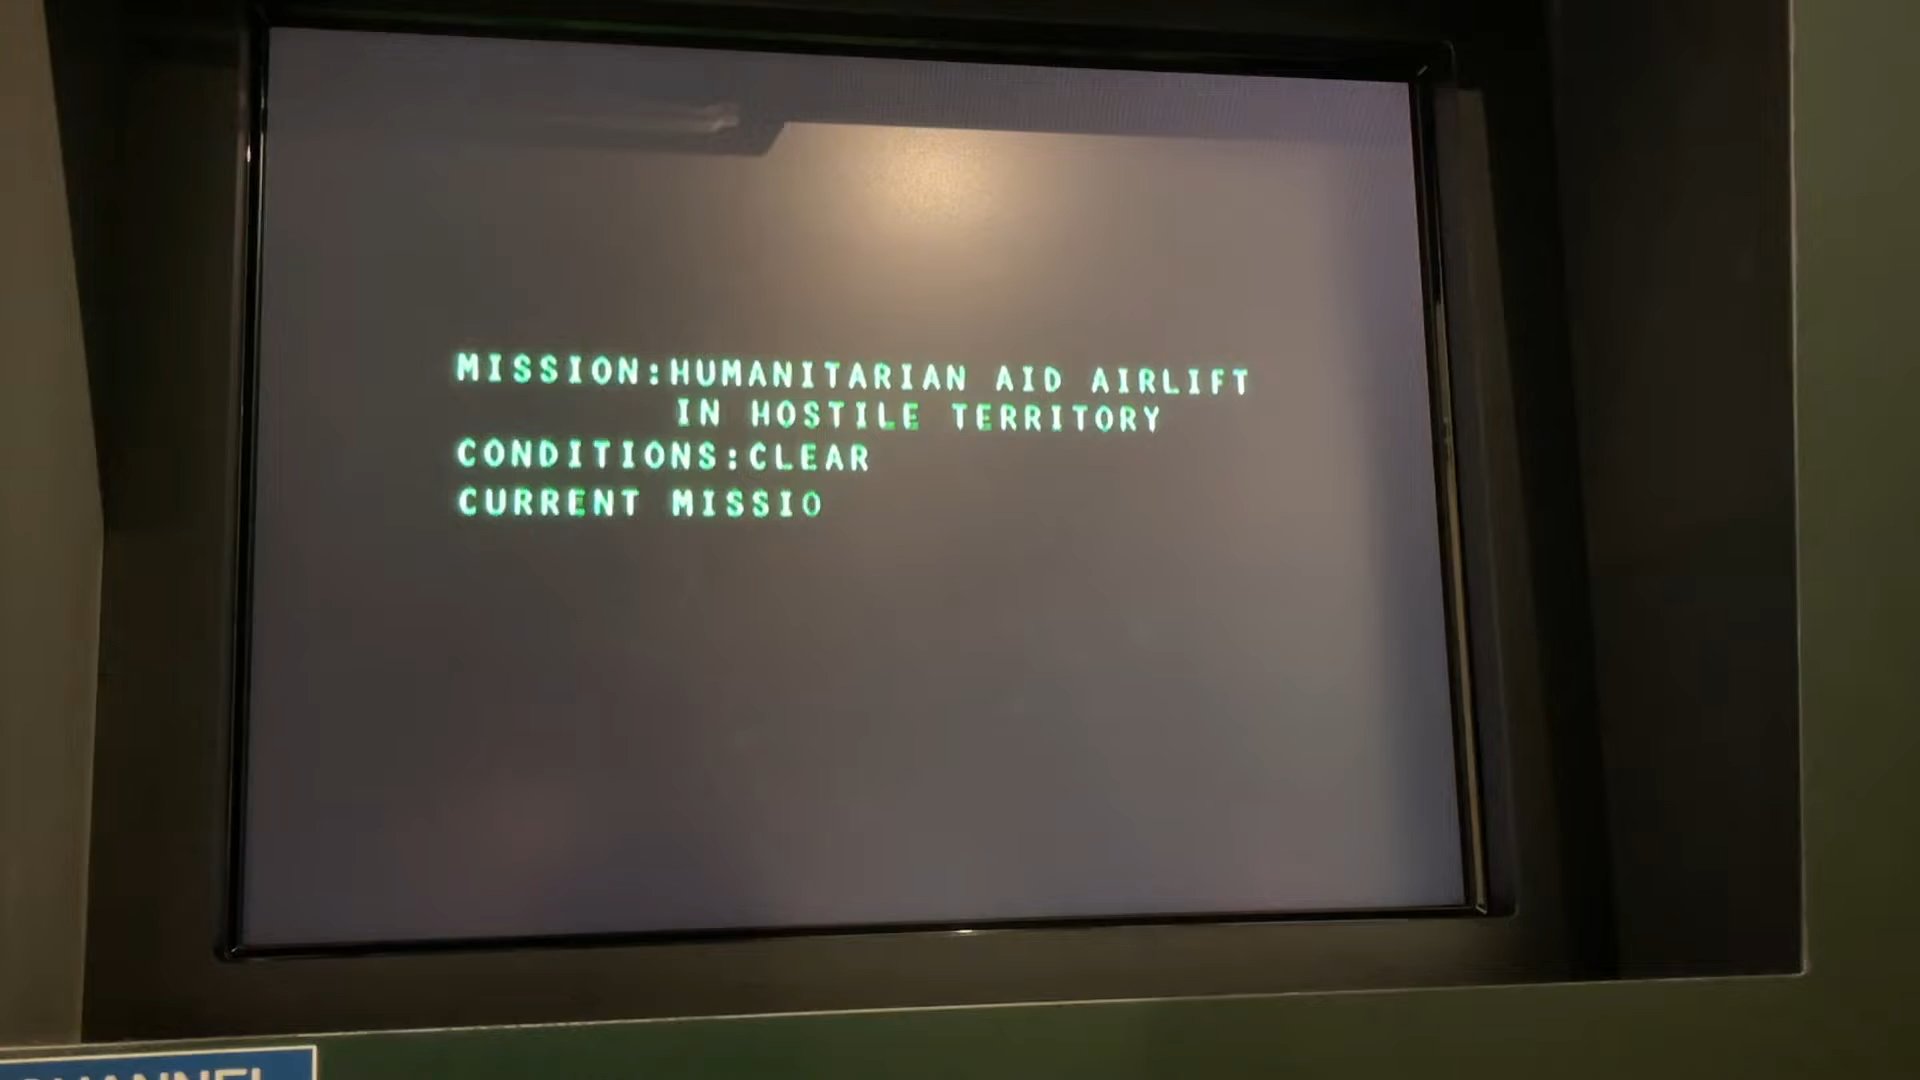 MISSION:HUMANITARIAN AID AIRLIFT
IN HOSTILE TERRITORY
CONDITIONS:CLEAR
CURRENT MISSIO